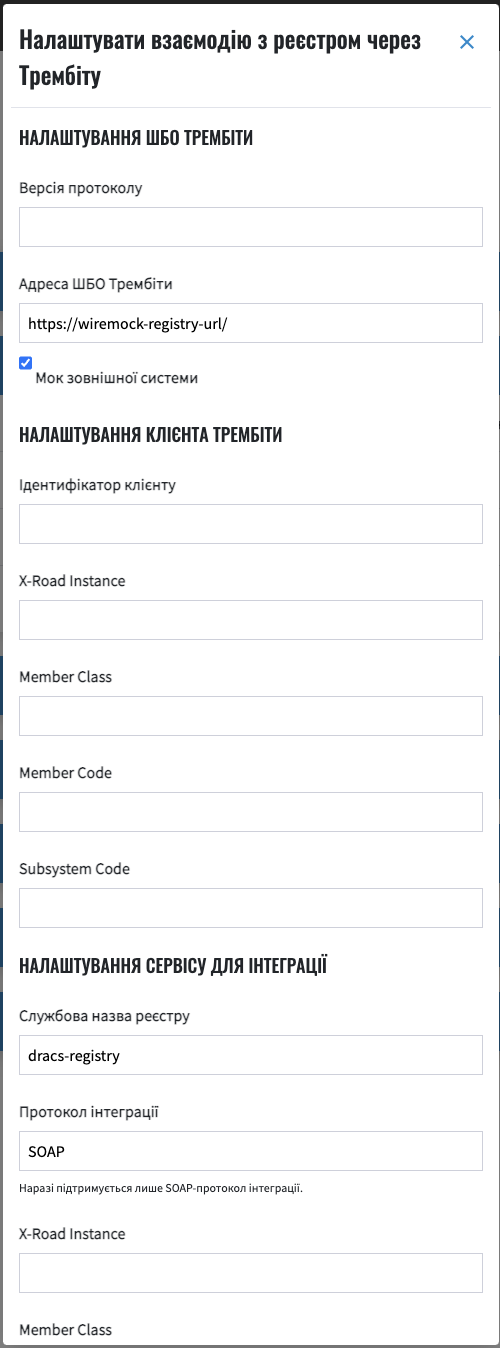 Налаштувати взаємодію з реєстром через
Трембіту
НАЛАШТУВАННЯ ШБО ТРЕМБІТИ
Версія протоколу
Адреса ШБО Трембіти
https://wiremock-registry-url/
Мок зовнішної системи
НАЛАШТУВАННЯ КЛІЄНТА ТРЕМБІТИ
Ідентифікатор клієнту
X-Road Instance
Member Class
Member Code
Subsystem Code
НАЛАШТУВАННЯ СЕРВІСУ ДЛЯ ІНТЕГРАЦІЇ
Службова назва реєстру
dracs-registry
Протокол інтеграції
SOAP
Наразі підтримується лише SOAP-протокол інтеграції.
X-Road Instance
Member Class